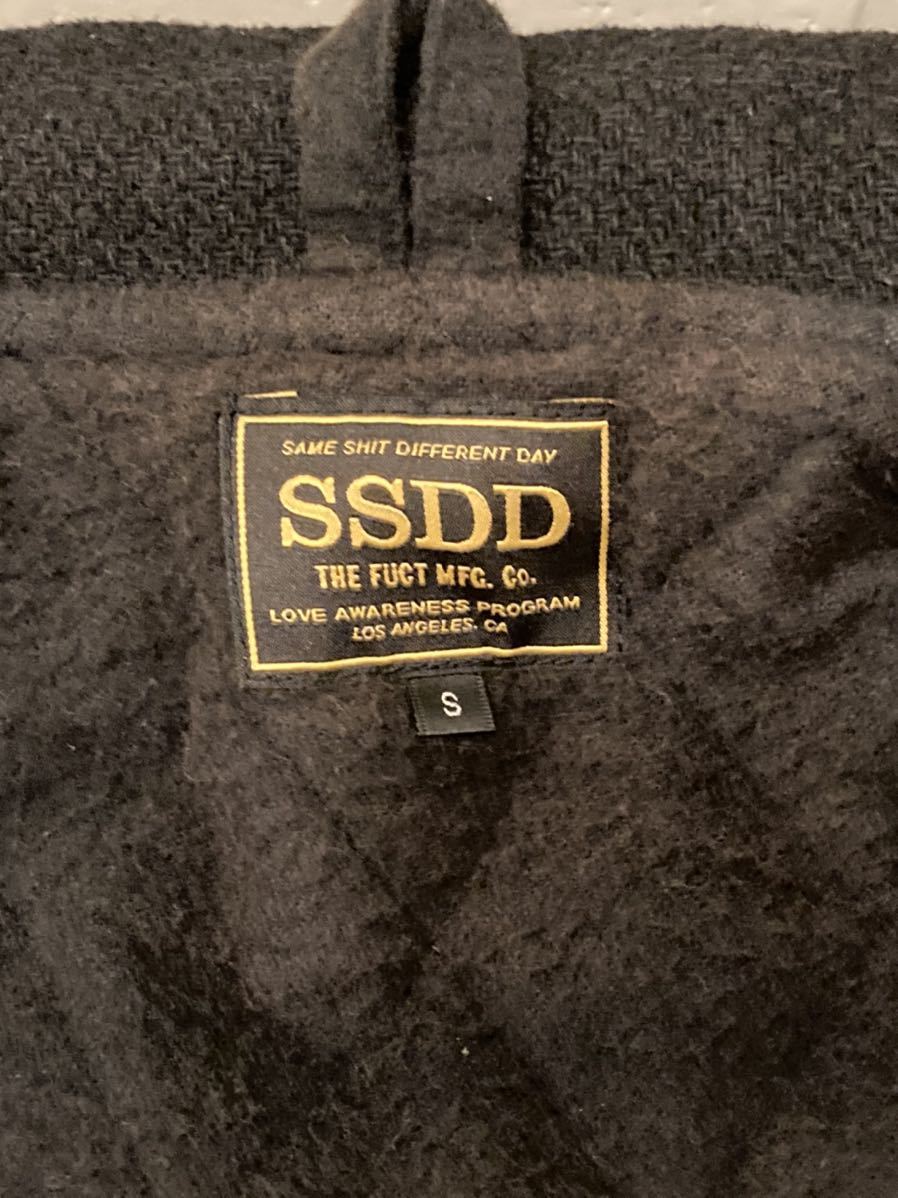 SAME SHIT DIFFERENT DAY
SSDD
THE FUCT MFG. CO.
LOVE AWARENESS PROGRAM
LOS ANGELES. CA
S